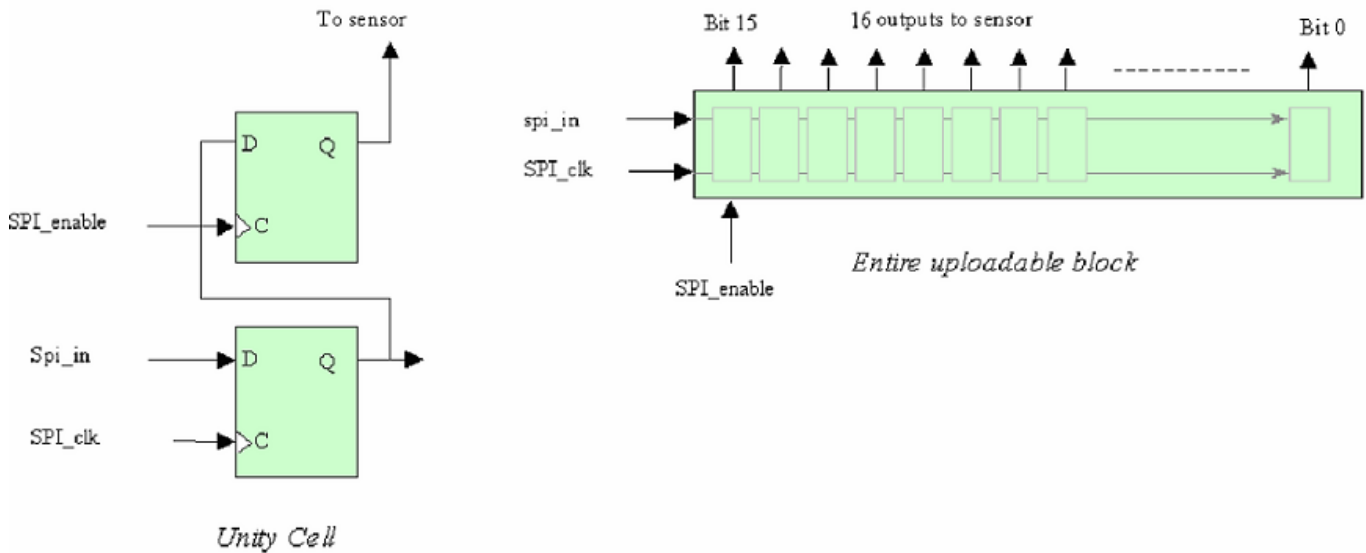 To sensor
D Q
SPI_enable
C
Spi_in
D Q
SPI_clk
C
Unity Cell
Bit 15
16 outputs to sensor
Bit 0
spi_in
SPI_clk
SPI_enable
Entire uploadable block